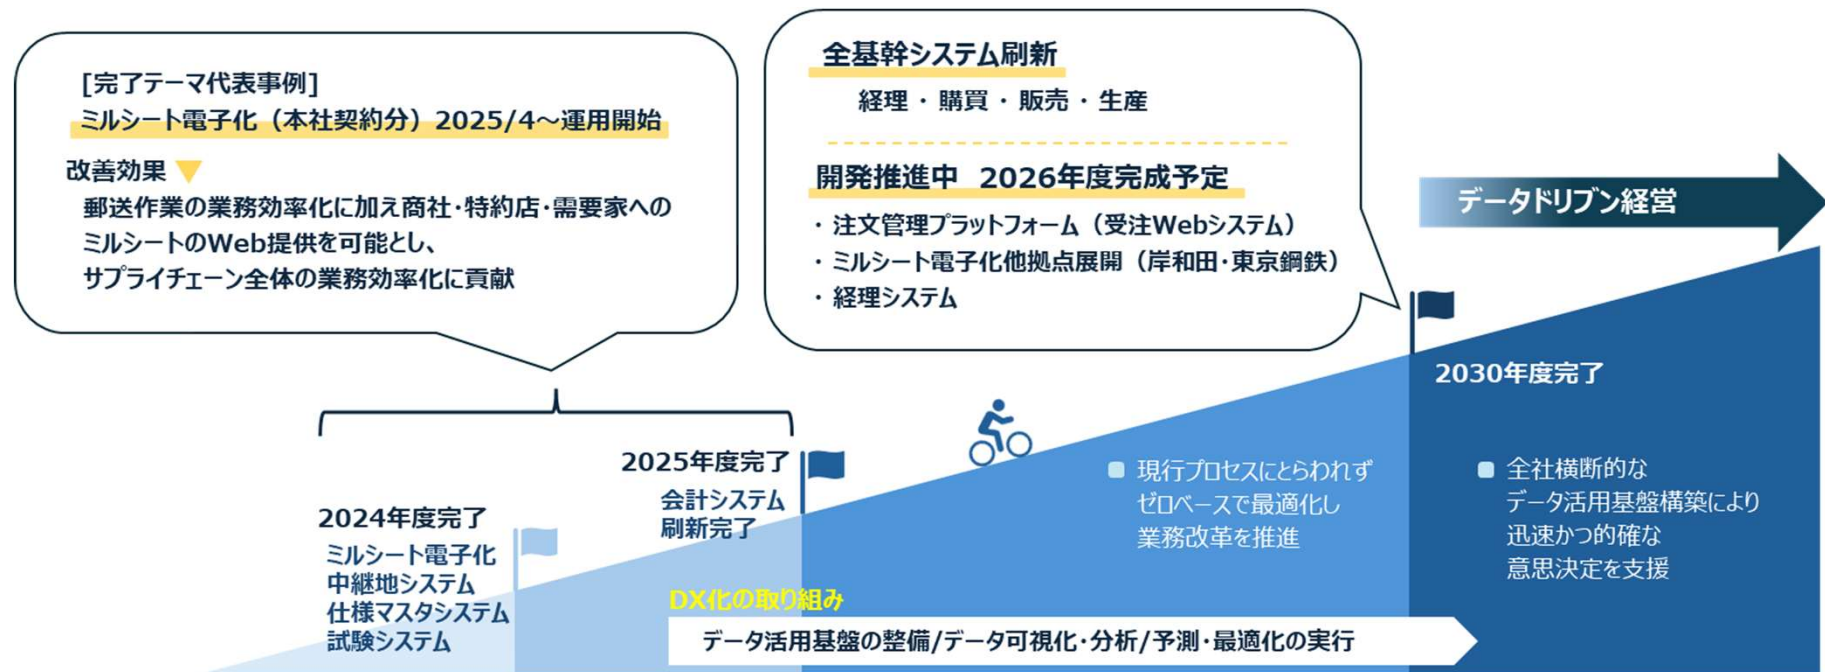 [完了テーマ代表事例]
ミルシート電子化（本社契約分）2025/4～運用開始
改善効果
郵送作業の業務効率化に加え商社･特約店･需要家への
ミルシートのWeb提供を可能とし、
サプライチェーン全体の業務効率化に貢献
全基幹システム刷新
経理 ・ 購買 ・ 販売 ・ 生産
開発推進中 2026年度完成予定
・ 注文管理プラットフォーム（受注Webシステム）
・ ミルシート電子化他拠点展開（岸和田･東京鋼鉄）
・ 経理システム
データドリブン経営
2030年度完了
2025年度完了
会計システム
刷新完了
2024年度完了
ミルシート電子化
中継地システム
仕様マスタシステム
試験システム
現行プロセスにとらわれず
ゼロベースで最適化し
業務改革を推進
全社横断的な
データ活用基盤構築により
迅速かつ的確な
意思決定を支援
DX化の取り組み
データ活用基盤の整備/データ可視化･分析/予測･最適化の実行